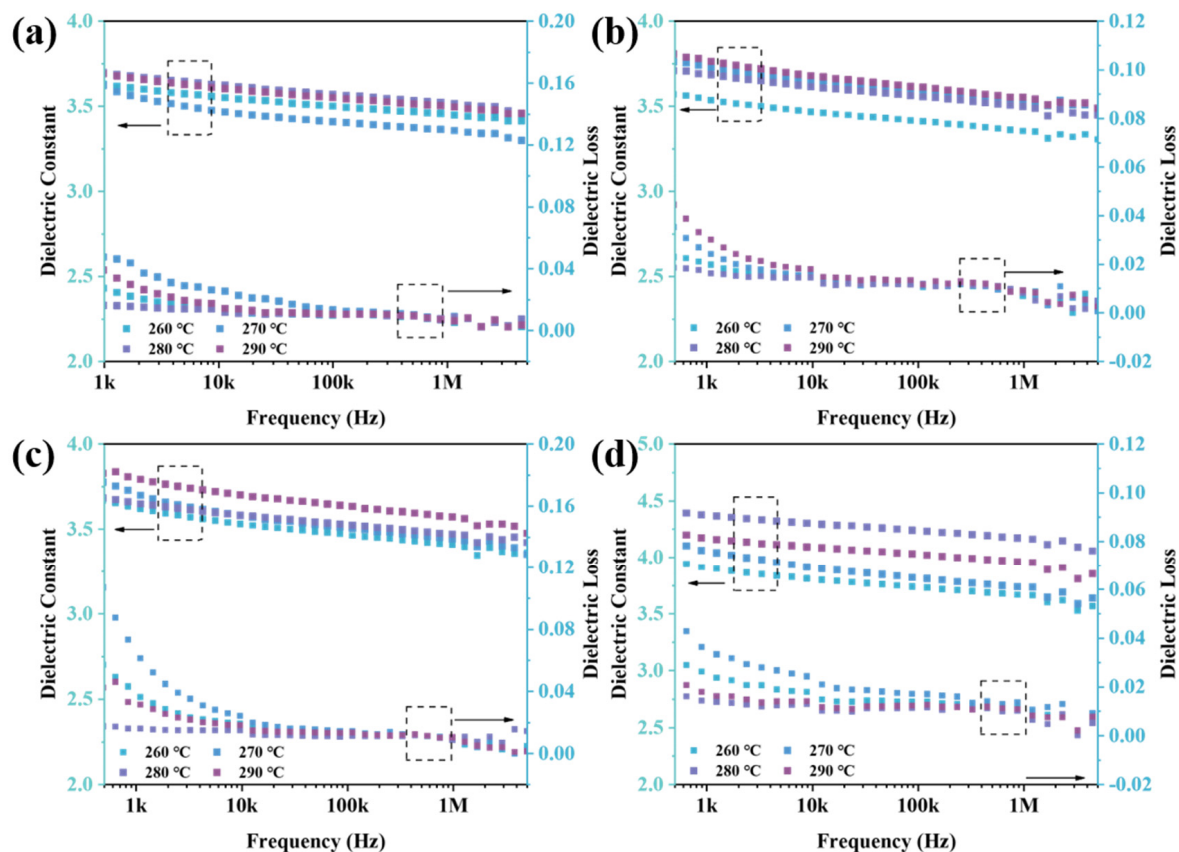 (a)
4.0
3.5
3.0
2.5
2.0
Dielectric Constant
0.20
0.16
0.12
0.08
0.04
0.00
Dielectric Loss
260 °C 270 °C
280 °C 290 °C
1k 10k 100k 1M
Frequency (Hz)
(b)
4.0
3.5
3.0
2.5
2.0
Dielectric Constant
0.12
0.10
0.08
0.06
0.04
0.02
0.00
-0.02
Dielectric Loss
260 °C 270 °C
280 °C 290 °C
1k 10k 100k 1M
Frequency (Hz)
(c)
4.0
3.5
3.0
2.5
2.0
Dielectric Constant
0.20
0.16
0.12
0.08
0.04
0.00
Dielectric Loss
260 °C 270 °C
280 °C 290 °C
1k 10k 100k 1M
Frequency (Hz)
(d)
5.0
4.5
4.0
3.5
3.0
2.5
2.0
Dielectric Constant
0.12
0.10
0.08
0.06
0.04
0.02
0.00
-0.02
Dielectric Loss
260 °C 270 °C
280 °C 290 °C
1k 10k 100k 1M
Frequency (Hz)